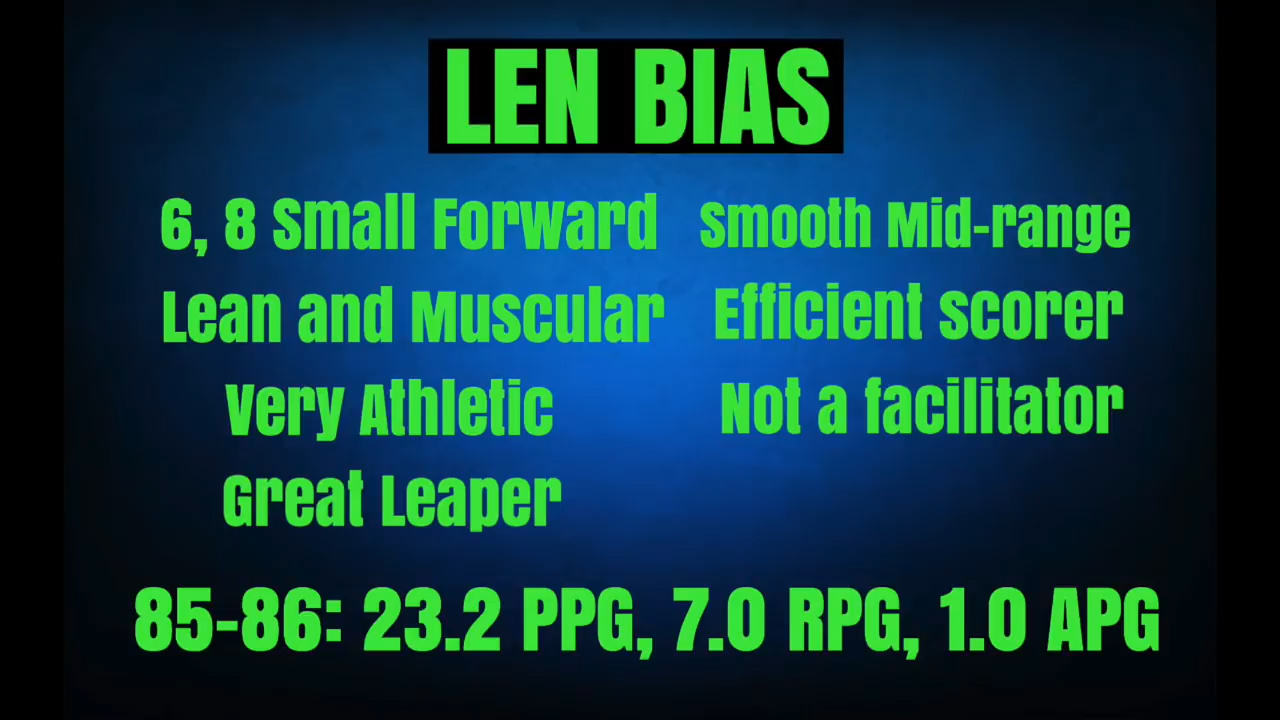 LEN BIAS
6, 8 Small Forward
Lean and Muscular
Very Athletic
Great Leaper
Smooth Mid-range
Efficient scorer
Not a facilitator
85-86: 23.2 PPG, 7.0 RPG, 1.0 APG